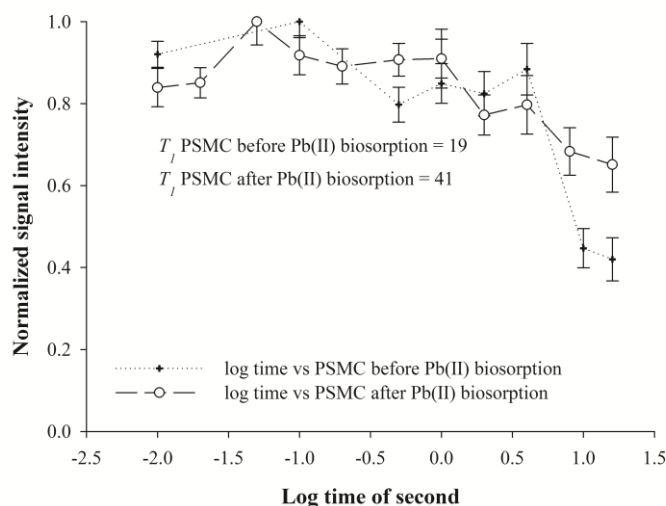 1.0
0.8
T1 PSMC before Pb(II) biosorption = 19
T1 PSMC after Pb(II) biosorption = 41
0.6
0.4
0.2
log time vs PSMC before Pb(II) biosorption
log time vs PSMC after Pb(II) biosorption
0.0
-2.5 -2.0 -1.5 -1.0 -0.5 0.0 0.5 1.0 1.5
Log time of second
Normalized signal intensity